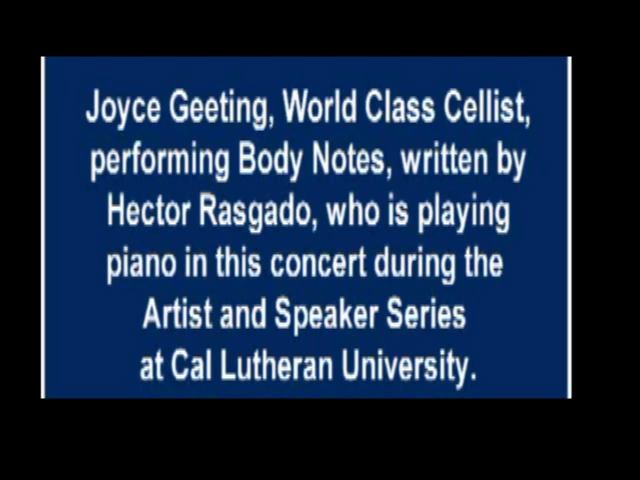 Joyce Geeting, World Class Cellist,
performing Body Notes, written by
Hector Rasgado, who is playing
piano in this concert during the
Artist and Speaker Series
at Cal Lutheran University.